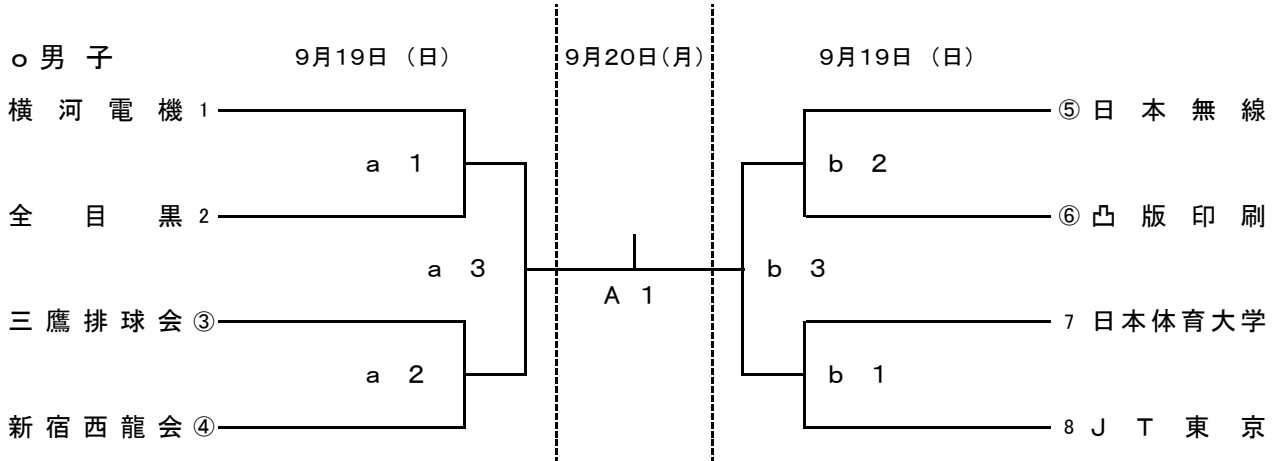 o 男 子 9月19日 （日） 9月20日(月) 9月19日 （日）
横 河 電 機 1 ⑤ 日 本 無 線
a 1 b 2
全 目 黒 2 ⑥ 凸 版 印 刷
a 3 b 3
A 1
三 鷹 排 球 会 ③ 7 日本体育大学
a 2 b 1
新 宿 西 龍 会 ④ 8 J T 東 京